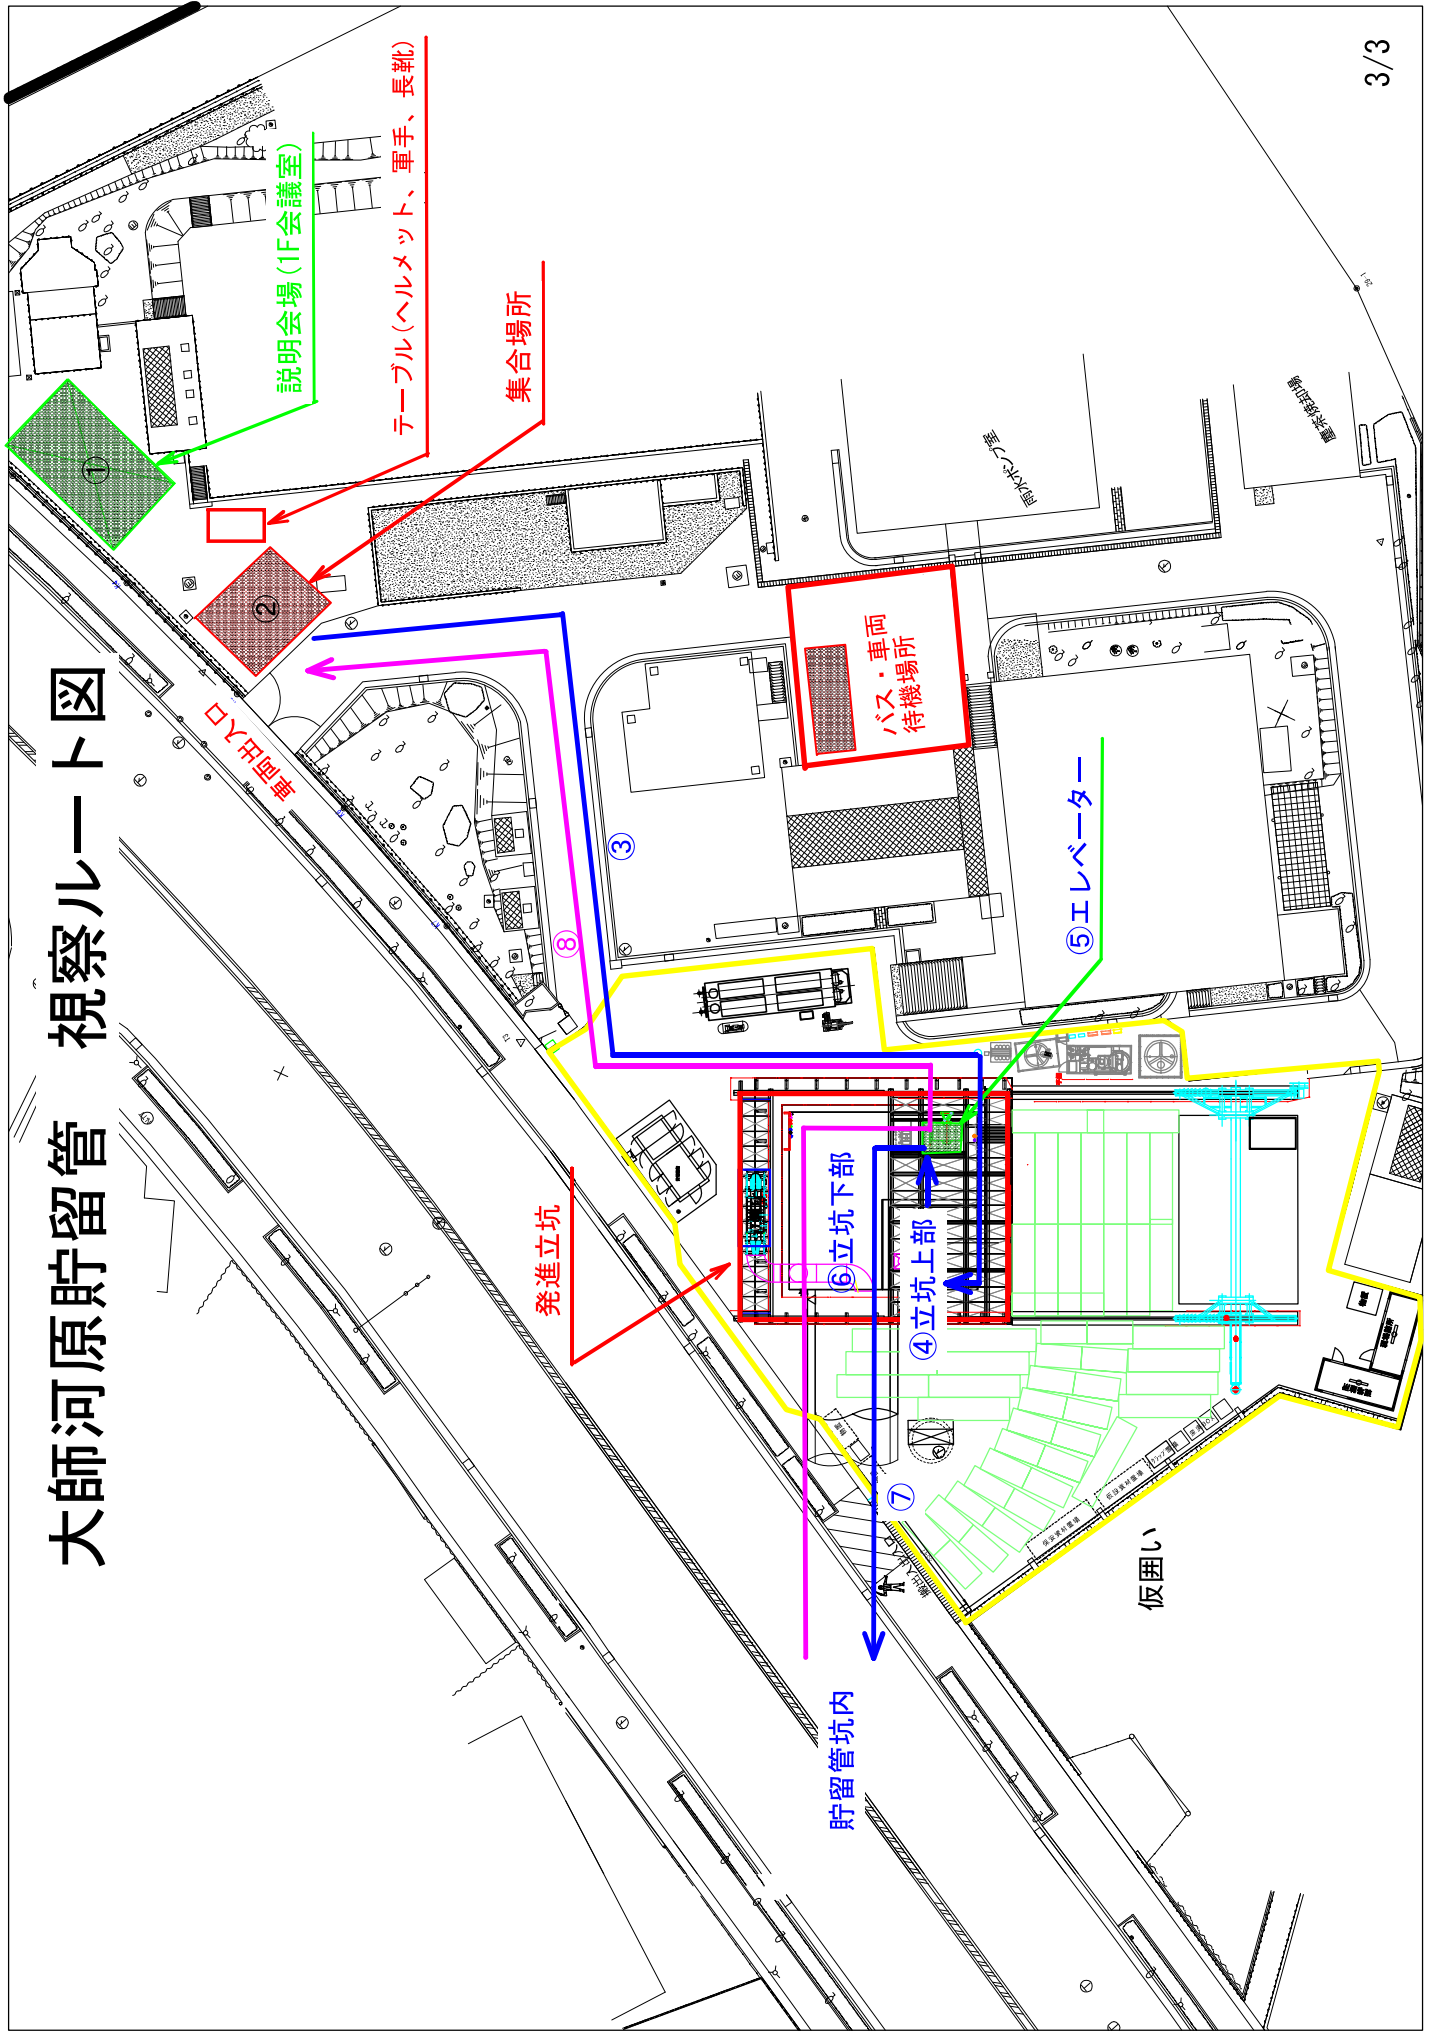 大師河原貯留管　視察ルート図
3/3
説明会場(1F会議室)
テーブル(ヘルメット、軍手、長靴)
集合場所
①
②
車両出入口
バス・車両
待機場所
雨水ポンプ室
29-1
③
⑧
⑤エレベーター
発進立坑
⑥立坑下部
④立坑上部
⑦
貯留管坑内
仮囲い